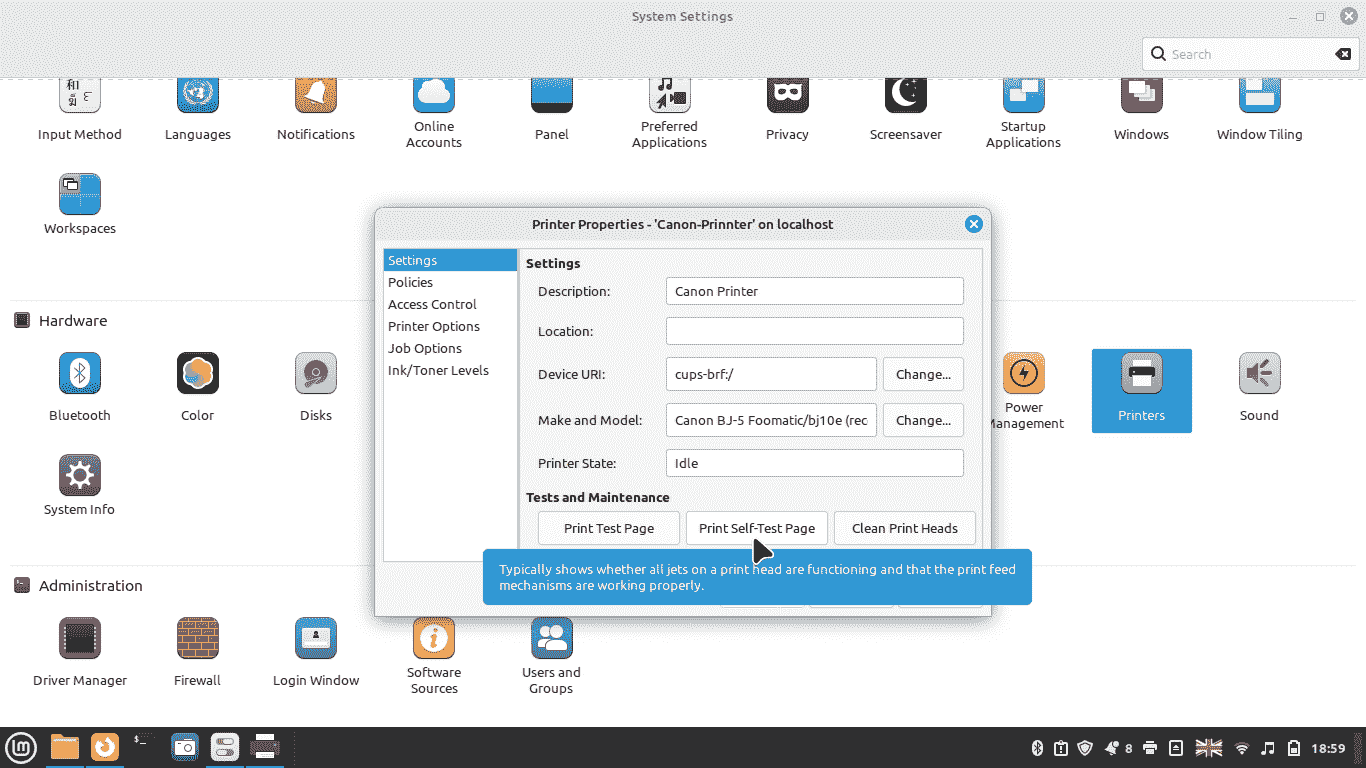 System Settings
Search
Input Method
Languages
Notifications
Online
Accounts
Panel
Preferred
Applications
Privacy
Screensaver
Startup
Applications
Windows
Window Tiling
Workspaces
Printer Properties - 'Canon-Prinnter' on localhost
Settings
Policies
Access Control
Printer Options
Job Options
Ink/Toner Levels
Settings
Description: Canon Printer
Location:
Device URI: cups-brf:/ Change...
Make and Model: Canon BJ-5 Foomatic/bj10e (rec Change...
Printer State: Idle
Tests and Maintenance
Print Test Page Print Self-Test Page Clean Print Heads
Typically shows whether all jets on a print head are functioning and that the print feed
mechanisms are working properly.
Hardware
Bluetooth
Color
Disks
Power
Management
Printers
Sound
System Info
Administration
Driver Manager
Firewall
Login Window
Software
Sources
Users and
Groups
8
18:59